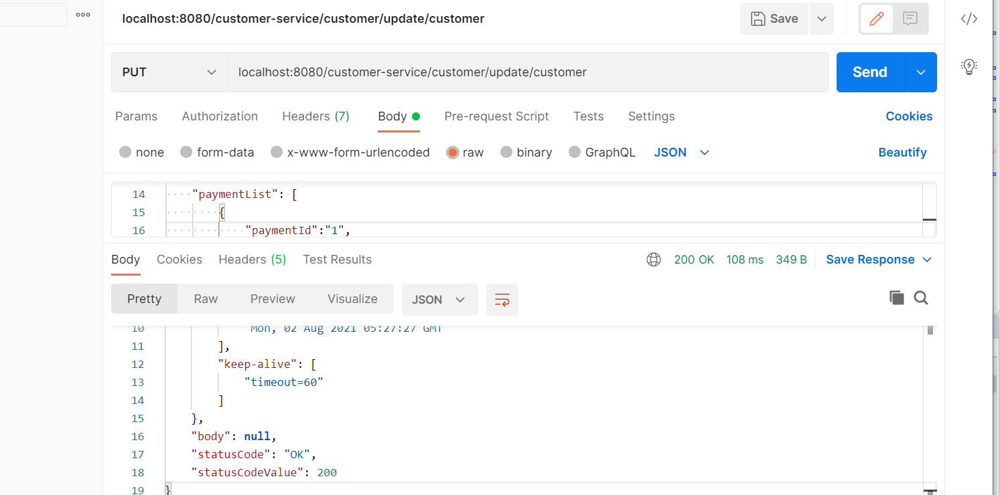 localhost:8080/customer-service/customer/update/customer
Save
PUT
localhost:8080/customer-service/customer/update/customer
Send
Params Authorization Headers (7) Body Pre-request Script Tests Settings Cookies
none form-data x-www-form-urlencoded raw binary GraphQL JSON Beautify
14 "paymentList": [
15 {
16 "paymentId":"1",
Body Cookies Headers (5) Test Results 200 OK 108 ms 349 B Save Response
Pretty Raw Preview Visualize JSON
10 "Mon, 02 Aug 2021 05:27:27 GMT"
11 ],
12 "keep-alive": [
13 "timeout=60"
14 ]
15 },
16 "body": null,
17 "statusCode": "OK",
18 "statusCodeValue": 200
19 }